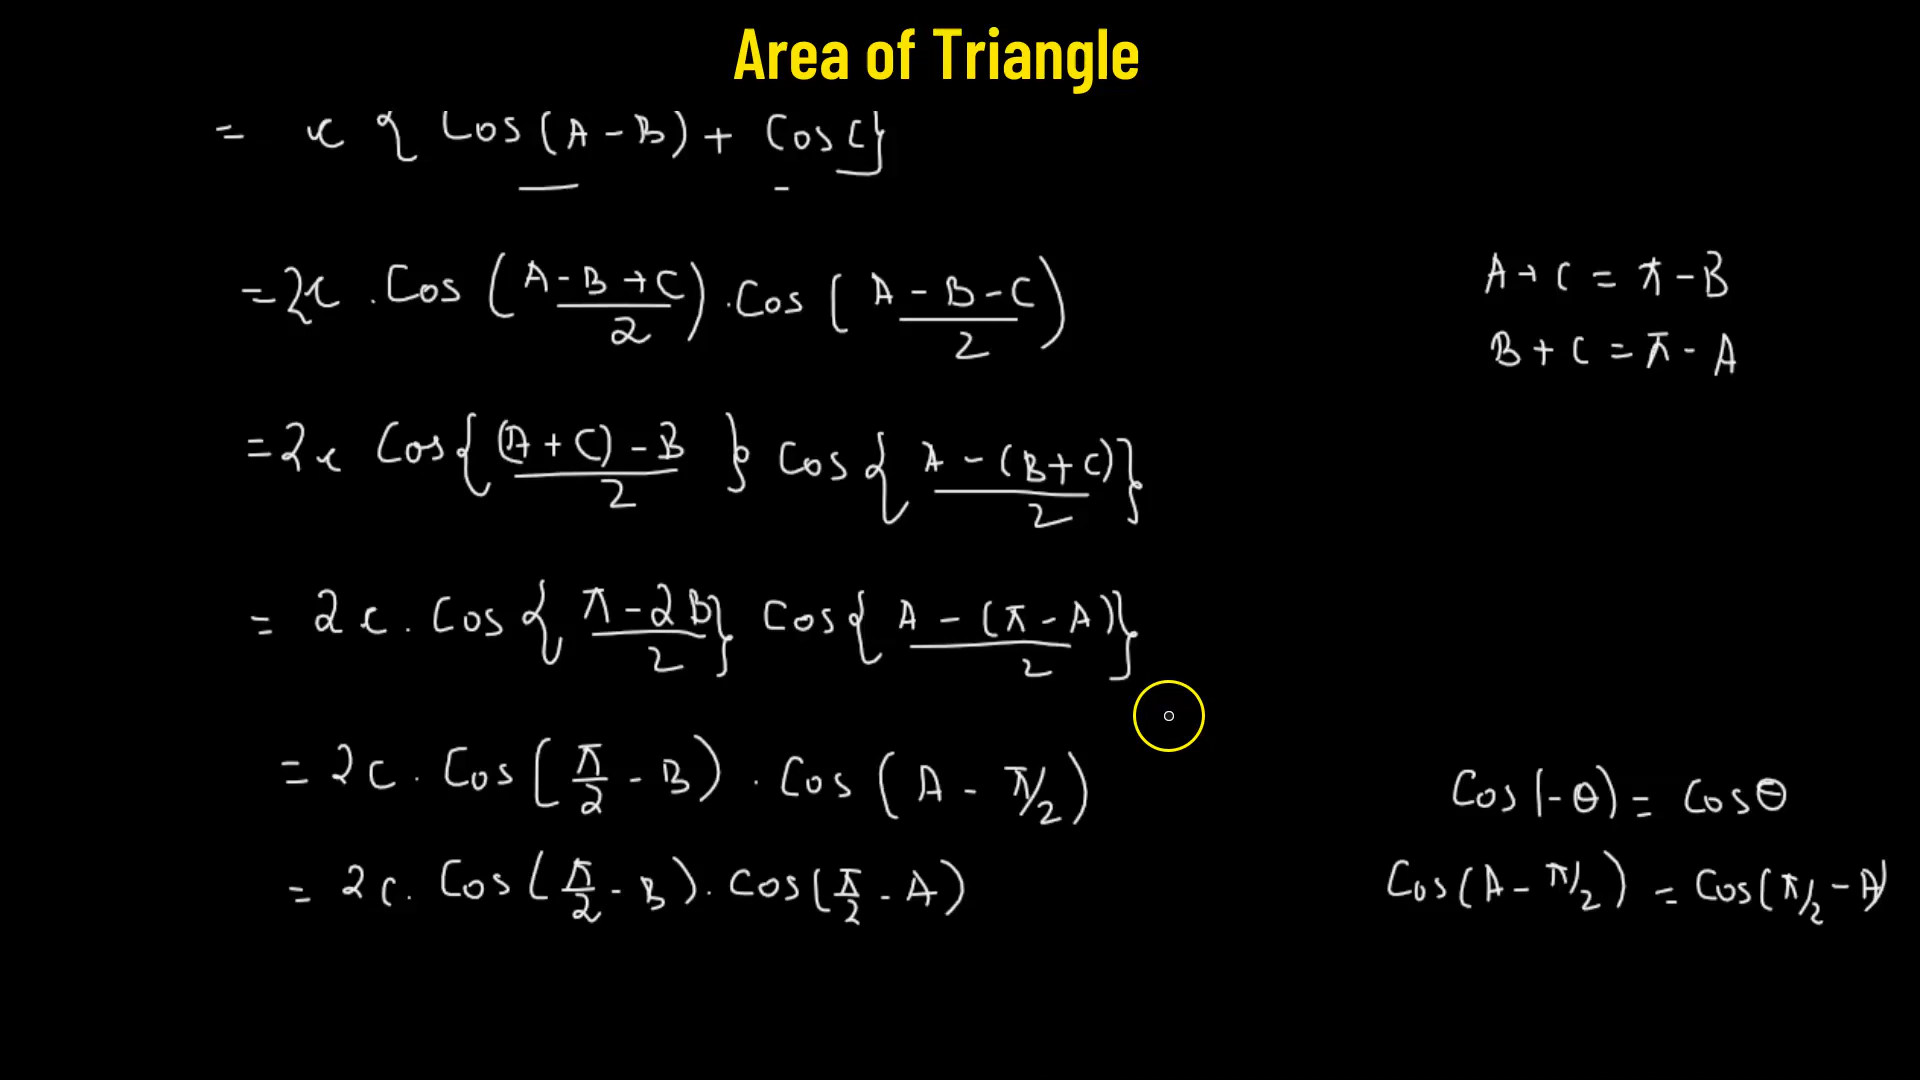 Area of Triangle
= c { Cos(A-B) + Cos C}
= 2c . Cos ((A-B+C)/2) . Cos ((A-B-C)/2)
A+C = π-B
B+C = π-A
= 2c Cos{((A+C)-B)/2} Cos{(A-(B+C))/2}
= 2c . Cos{(π-2B)/2} Cos{(A-(π-A))/2}
= 2c . Cos(π/2 - B) . Cos (A - π/2)
Cos(-θ) = Cosθ
= 2c . Cos(π/2 - B) . Cos(π/2 - A)
Cos(A - π/2) = Cos(π/2 - A)